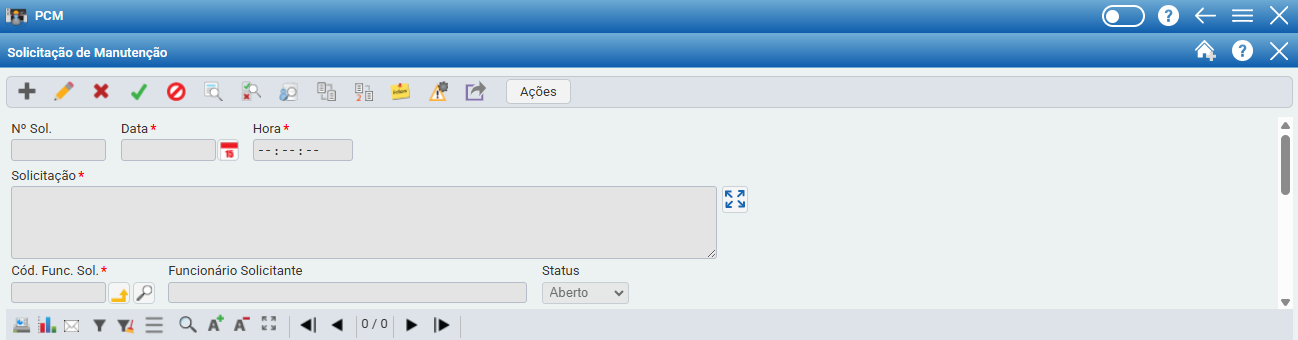 PCM
Solicitação de Manutenção
Ações
Nº Sol. Data* Hora*
15 --:--:--
Solicitação*
Cód. Func. Sol.* Funcionário Solicitante Status
Aberto
A+ A- 0 / 0